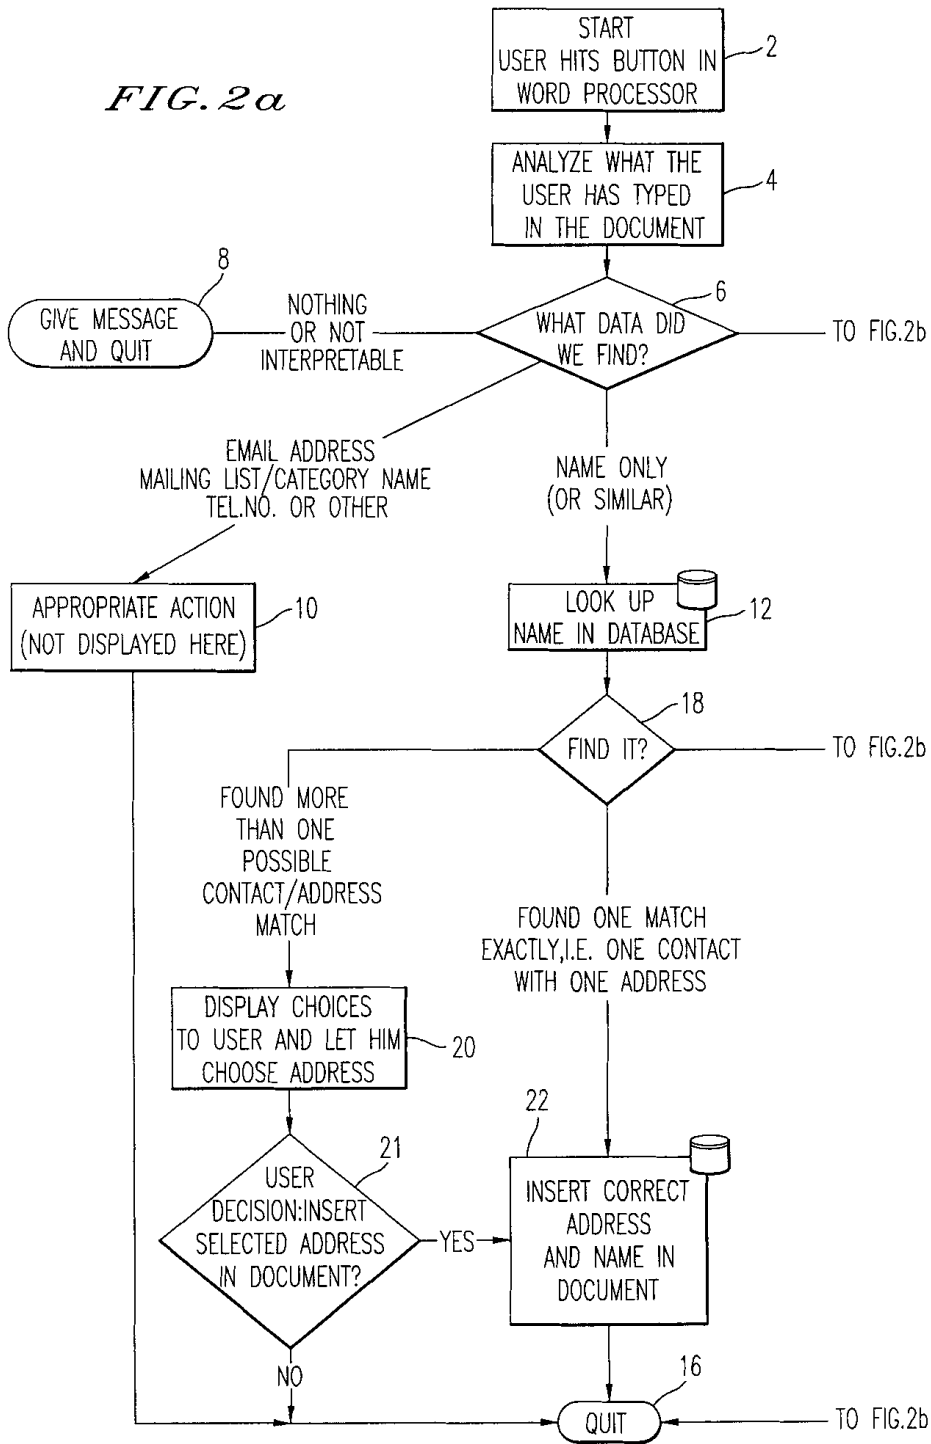 FIG. 2a
START
USER HITS BUTTON IN
WORD PROCESSOR
2
ANALYZE WHAT THE
USER HAS TYPED
IN THE DOCUMENT
4
WHAT DATA DID
WE FIND?
6
TO FIG.2b
NOTHING
OR NOT
INTERPRETABLE
GIVE MESSAGE
AND QUIT
8
EMAIL ADDRESS
MAILING LIST/CATEGORY NAME
TEL.NO. OR OTHER
NAME ONLY
(OR SIMILAR)
APPROPRIATE ACTION
(NOT DISPLAYED HERE)
10
LOOK UP
NAME IN DATABASE
12
FIND IT?
18
TO FIG.2b
FOUND MORE
THAN ONE
POSSIBLE
CONTACT/ADDRESS
MATCH
FOUND ONE MATCH
EXACTLY,I.E. ONE CONTACT
WITH ONE ADDRESS
DISPLAY CHOICES
TO USER AND LET HIM
CHOOSE ADDRESS
20
USER
DECISION:INSERT
SELECTED ADDRESS
IN DOCUMENT?
21
YES
22
INSERT CORRECT
ADDRESS
AND NAME IN
DOCUMENT
NO
QUIT
16
TO FIG.2b